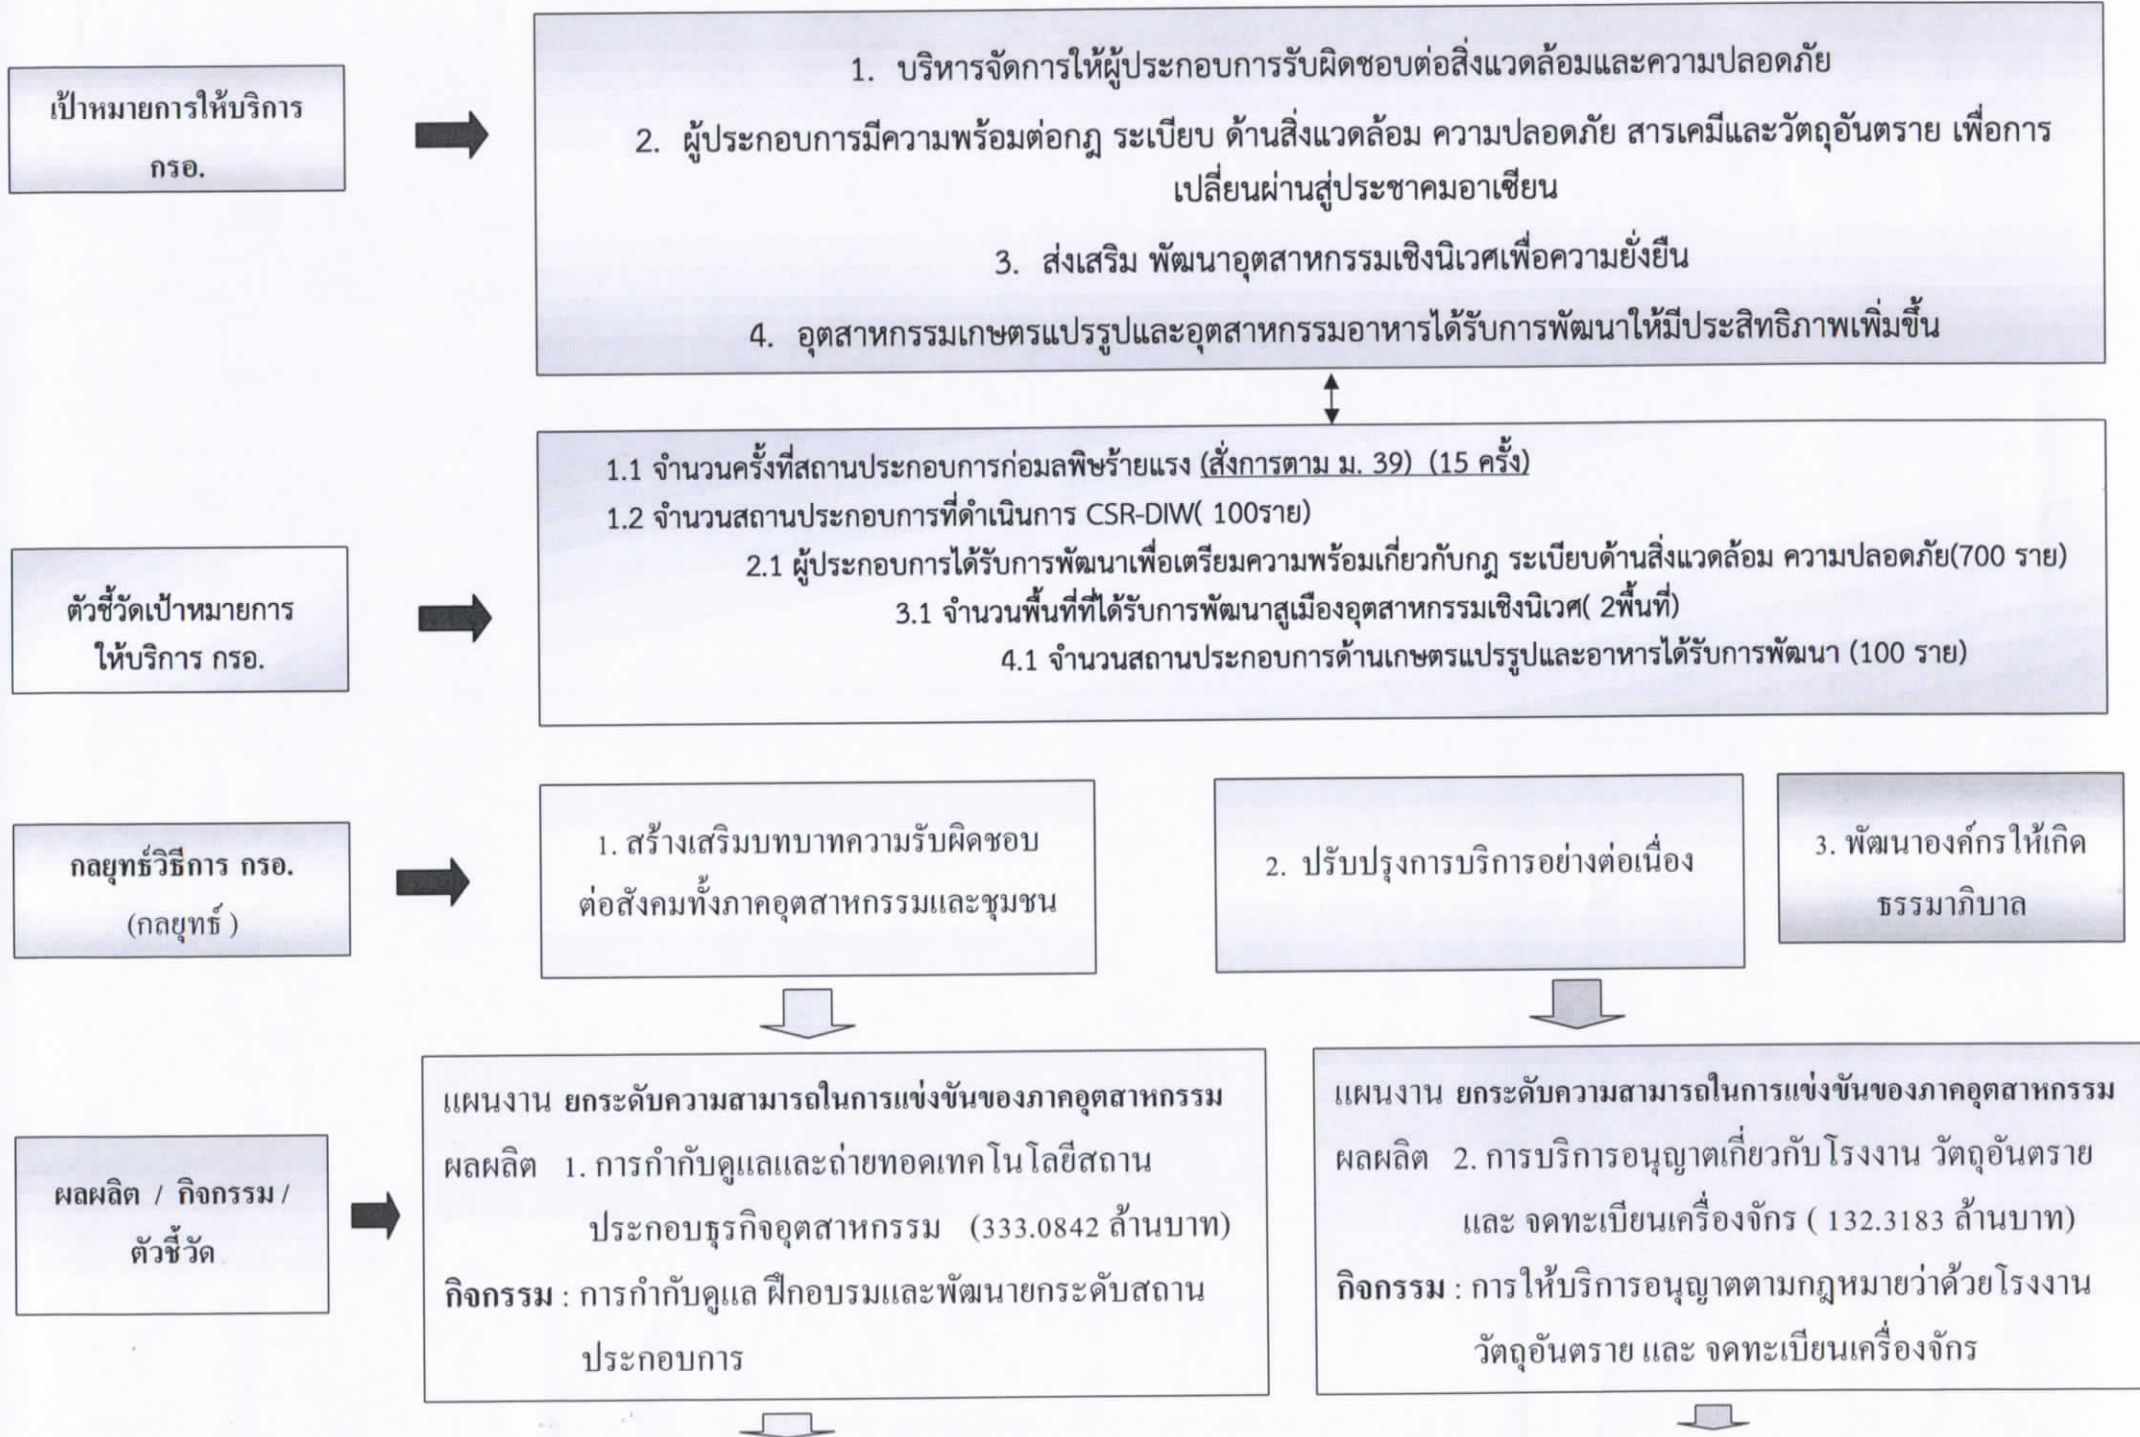 เป้าหมายการให้บริการ
กรอ.
1. บริหารจัดการให้ผู้ประกอบการรับผิดชอบต่อสิ่งแวดล้อมและความปลอดภัย
2. ผู้ประกอบการมีความพร้อมต่อกฎ ระเบียบ ด้านสิ่งแวดล้อม ความปลอดภัย สารเคมีและวัตถุอันตราย เพื่อการ
เปลี่ยนผ่านสู่ประชาคมอาเซียน
3. ส่งเสริม พัฒนาอุตสาหกรรมเชิงนิเวศเพื่อความยั่งยืน
4. อุตสาหกรรมเกษตรแปรรูปและอุตสาหกรรมอาหารได้รับการพัฒนาให้มีประสิทธิภาพเพิ่มขึ้น
ตัวชี้วัดเป้าหมายการ
ให้บริการ กรอ.
1.1 จำนวนครั้งที่สถานประกอบการก่อมลพิษร้ายแรง (สั่งการตาม ม. 39) (15 ครั้ง)
1.2 จำนวนสถานประกอบการที่ดำเนินการ CSR-DIW( 100ราย)
2.1 ผู้ประกอบการได้รับการพัฒนาเพื่อเตรียมความพร้อมเกี่ยวกับกฎ ระเบียบด้านสิ่งแวดล้อม ความปลอดภัย(700 ราย)
3.1 จำนวนพื้นที่ที่ได้รับการพัฒนาสูเมืองอุตสาหกรรมเชิงนิเวศ( 2พื้นที่)
4.1 จำนวนสถานประกอบการด้านเกษตรแปรรูปและอาหารได้รับการพัฒนา (100 ราย)
กลยุทธ์วิธีการ กรอ.
(กลยุทธ์ )
1. สร้างเสริมบทบาทความรับผิดชอบ
ต่อสังคมทั้งภาคอุตสาหกรรมและชุมชน
2. ปรับปรุงการบริการอย่างต่อเนื่อง
3. พัฒนาองค์กรให้เกิด
ธรรมาภิบาล
ผลผลิต / กิจกรรม /
ตัวชี้วัด
แผนงาน ยกระดับความสามารถในการแข่งขันของภาคอุตสาหกรรม
ผลผลิต 1. การกำกับดูแลและถ่ายทอดเทคโนโลยีสถาน
ประกอบธุรกิจอุตสาหกรรม (333.0842 ล้านบาท)
กิจกรรม : การกำกับดูแล ฝึกอบรมและพัฒนายกระดับสถาน
ประกอบการ
แผนงาน ยกระดับความสามารถในการแข่งขันของภาคอุตสาหกรรม
ผลผลิต 2. การบริการอนุญาตเกี่ยวกับโรงงาน วัตถุอันตราย
และ จดทะเบียนเครื่องจักร ( 132.3183 ล้านบาท)
กิจกรรม : การให้บริการอนุญาตตามกฎหมายว่าด้วยโรงงาน
วัตถุอันตราย และ จดทะเบียนเครื่องจักร